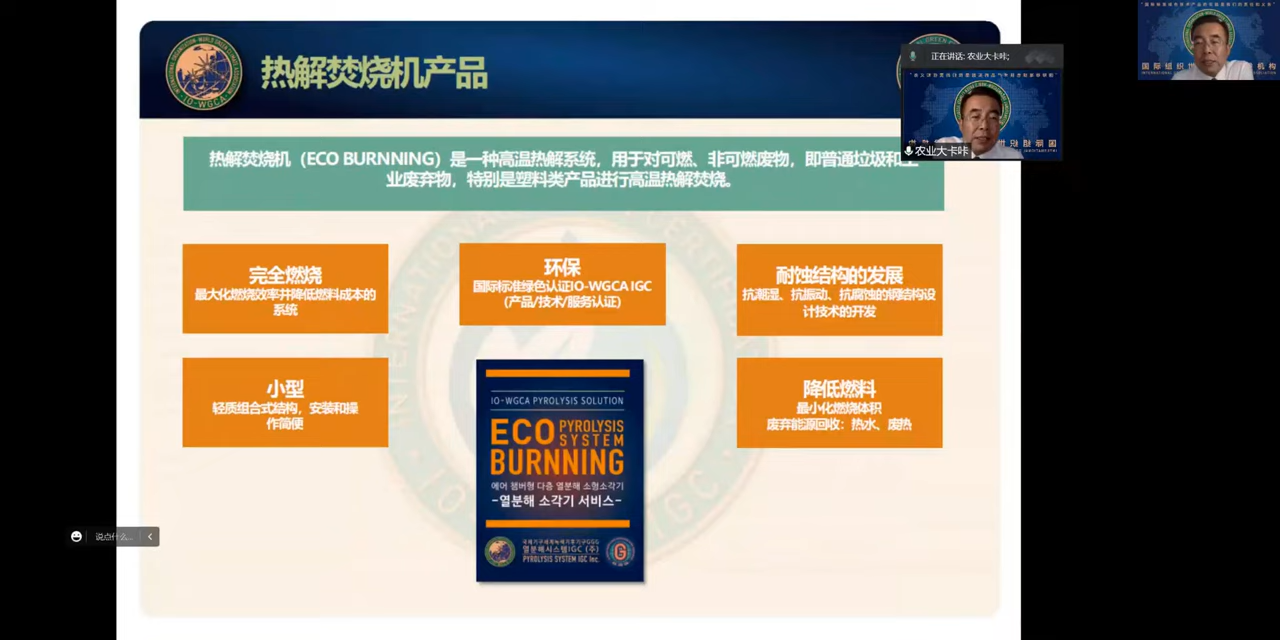 热解焚烧机产品
正在讲话: 农业大卡咔;
农业大卡咔
热解焚烧机（ECO BURNNING）是一种高温热解系统，用于对可燃、非可燃废物，即普通垃圾和工
业废弃物，特别是塑料类产品进行高温热解焚烧。
完全燃烧
最大化燃烧效率并降低燃料成本的
系统
环保
国际标准绿色认证IO-WGCA IGC
（产品/技术/服务认证）
耐蚀结构的发展
抗潮湿、抗振动、抗腐蚀的钢结构设
计技术的开发
小型
轻质组合式结构，安装和操
作简便
降低燃料
最小化燃烧体积
废弃能源回收：热水、废热
IO-WGCA PYROLYSIS SOLUTION
ECO PYROLYSIS SYSTEM
BURNNING
에어 챔버형 다층 열분해 소형소각기
-열분해 소각기 서비스-
열분해시스템IGC (주)
PYROLYSIS SYSTEM IGC Inc.
IO-WGCA
说点什么...